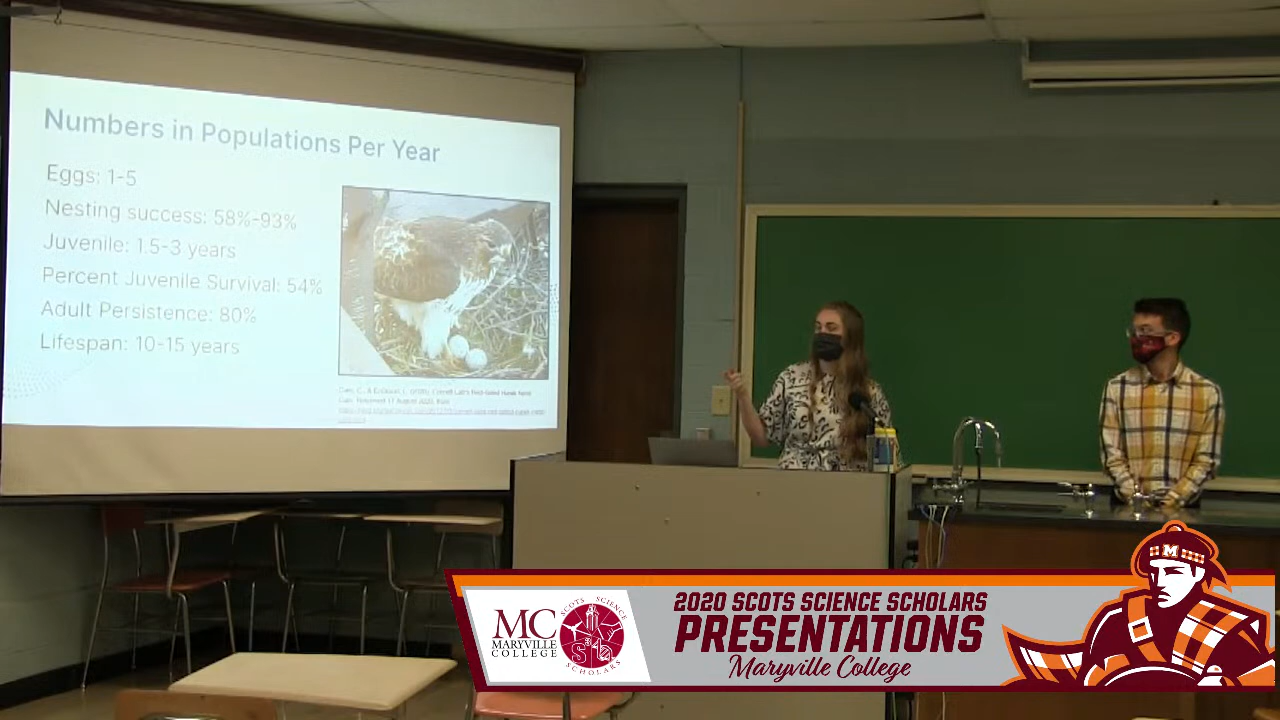 Numbers in Populations Per Year
Eggs: 1-5
Nesting success: 58%-93%
Juvenile: 1.5-3 years
Percent Juvenile Survival: 54%
Adult Persistence: 80%
Lifespan: 10-15 years
MC
MARYVILLE
COLLEGE
SCOTS SCIENCE
SCHOLARS
2020 SCOTS SCIENCE SCHOLARS
PRESENTATIONS
Maryville College
M